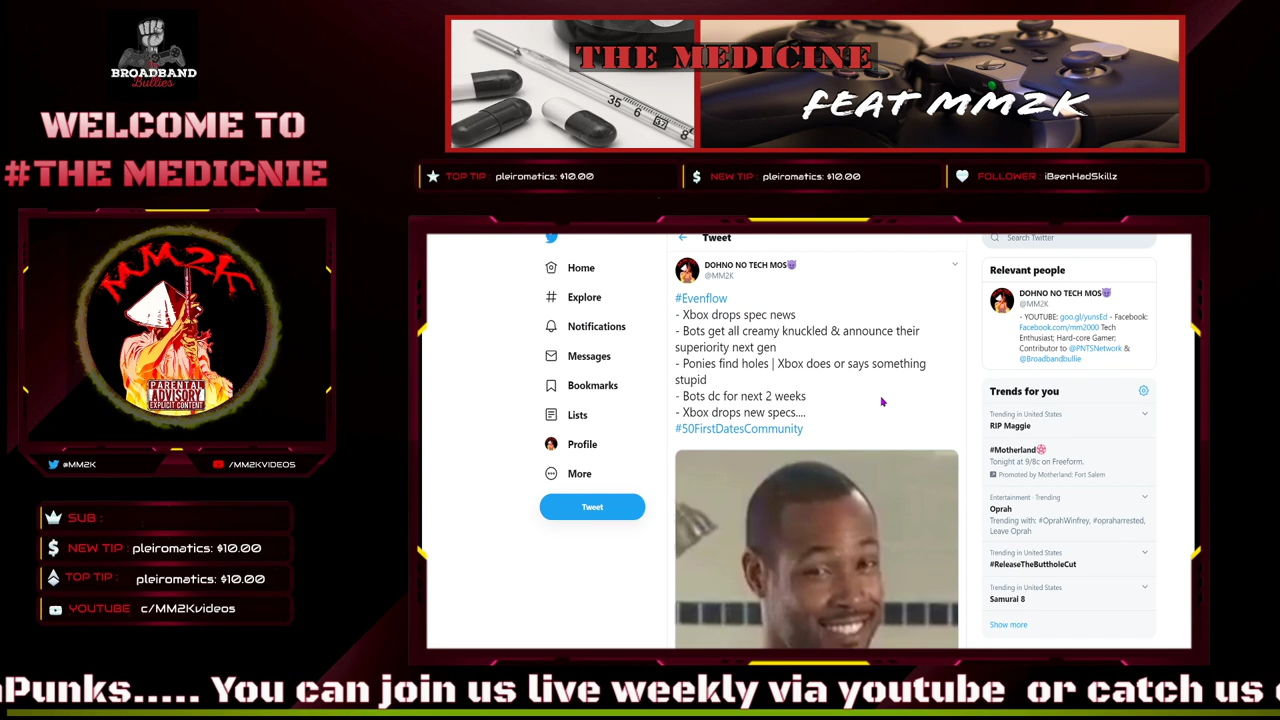 BROADBAND
Bullies
WELCOME TO
#THE MEDICNIE
MM2K
PARENTAL
ADVISORY
EXPLICIT CONTENT
@MM2K
/MM2KVIDEOS
SUB :
NEW TIP : pleiromatics: $10.00
TOP TIP : pleiromatics: $10.00
YOUTUBE c/MM2Kvideos
THE MEDICINE
FEAT MM2K
35 6 37 8
TOP TIP : pleiromatics: $10.00
NEW TIP : pleiromatics: $10.00
FOLLOWER : iBeenHadSkillz
Home
Explore
Notifications
Messages
Bookmarks
Lists
Profile
More
Tweet
Tweet
DOHNO NO TECH MOS😈
@MM2K
#Evenflow
- Xbox drops spec news
- Bots get all creamy knuckled & announce their
superiority next gen
- Ponies find holes | Xbox does or says something
stupid
- Bots dc for next 2 weeks
- Xbox drops new specs....
#50FirstDatesCommunity
Search Twitter
Relevant people
DOHNO NO TECH MOS😈
@MM2K
- YOUTUBE: goo.gl/yunsEd - Facebook:
Facebook.com/mm2000 Tech
Enthusiast; Hard-core Gamer:
Contributor to @PNTSNetwork &
@Broadbandbullie
Trends for you
Trending in United States
RIP Maggie
#Motherland
Tonight at 9/8c on Freeform.
Promoted by Motherland: Fort Salem
Entertainment · Trending
Oprah
Trending with: #OprahWinfrey, #opraharrested,
Leave Oprah
Trending in United States
#ReleaseTheButtholeCut
Trending in United States
Samurai 8
Show more
aPunks..... You can join us live weekly via youtube or catch us